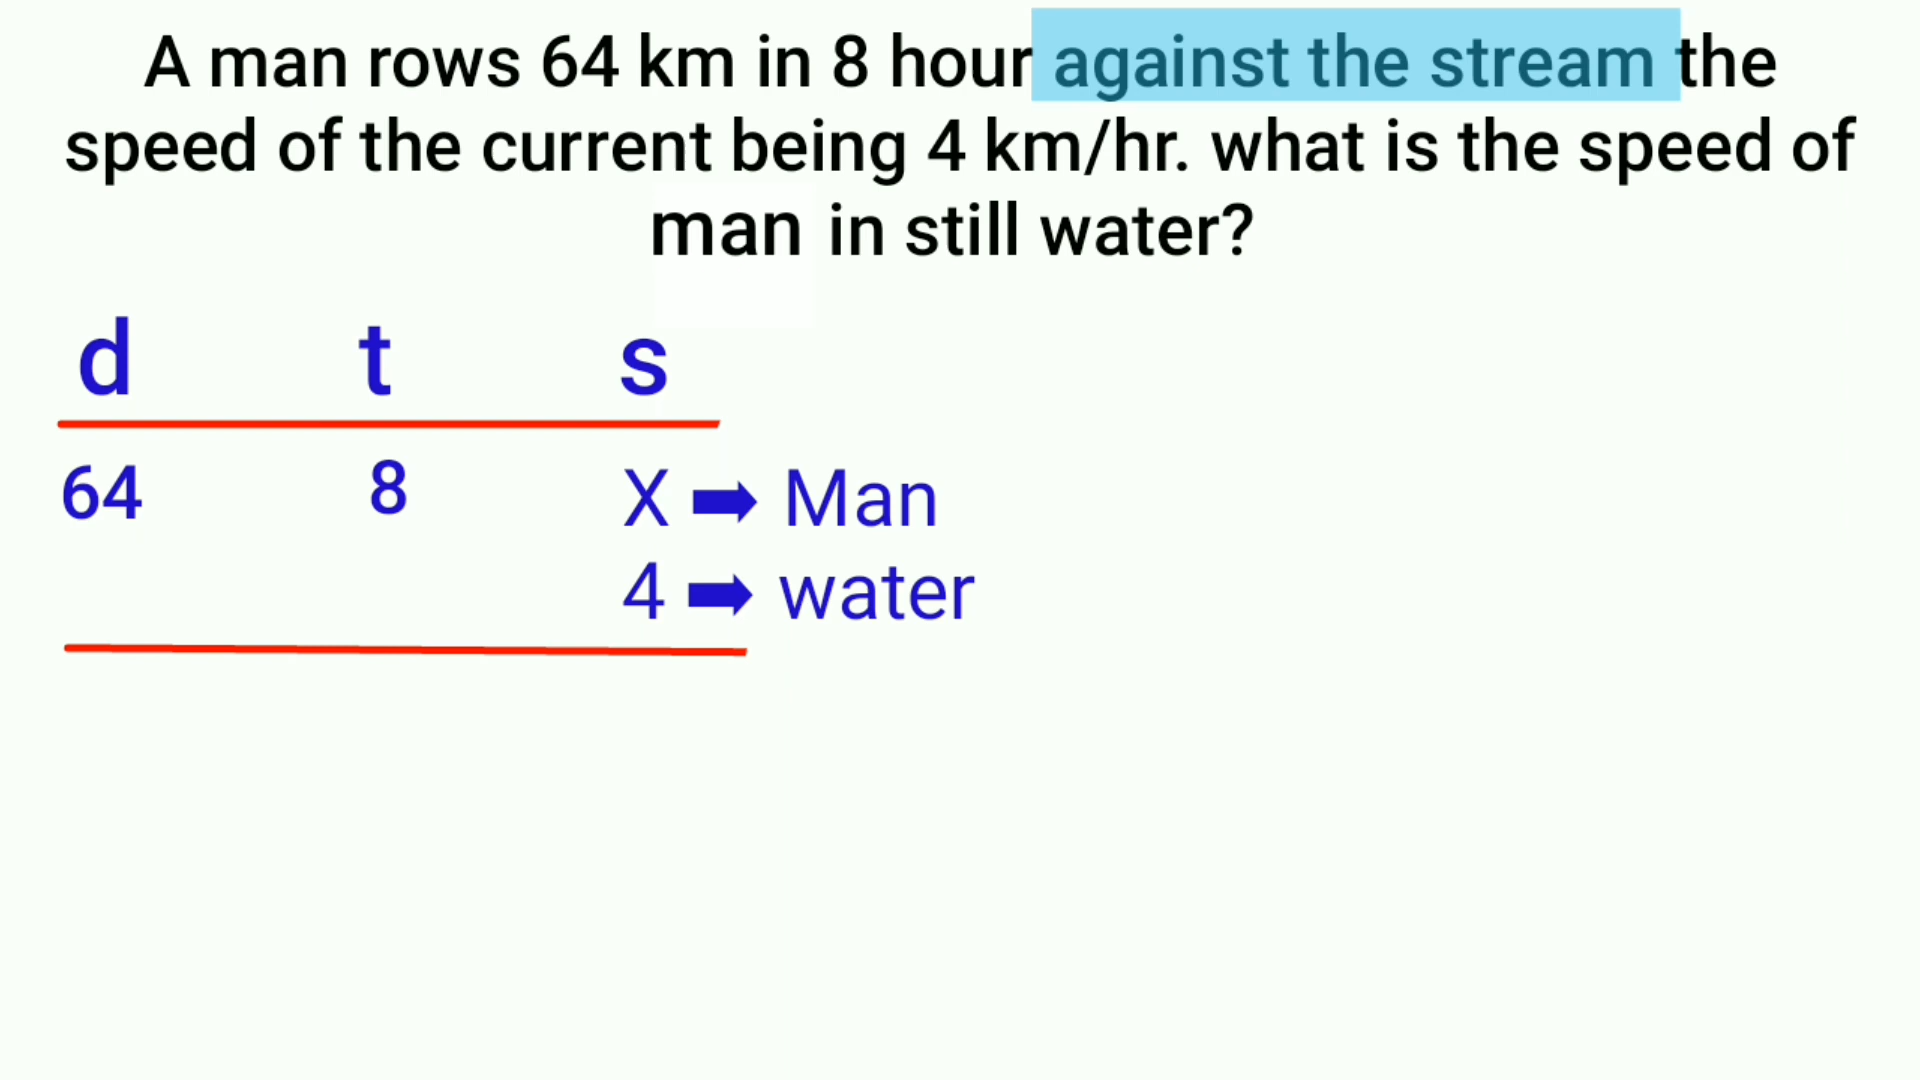 A man rows 64 km in 8 hour against the stream the
speed of the current being 4 km/hr. what is the speed of
man in still water?
d t s
64 8 X ➡ Man
4 ➡ water